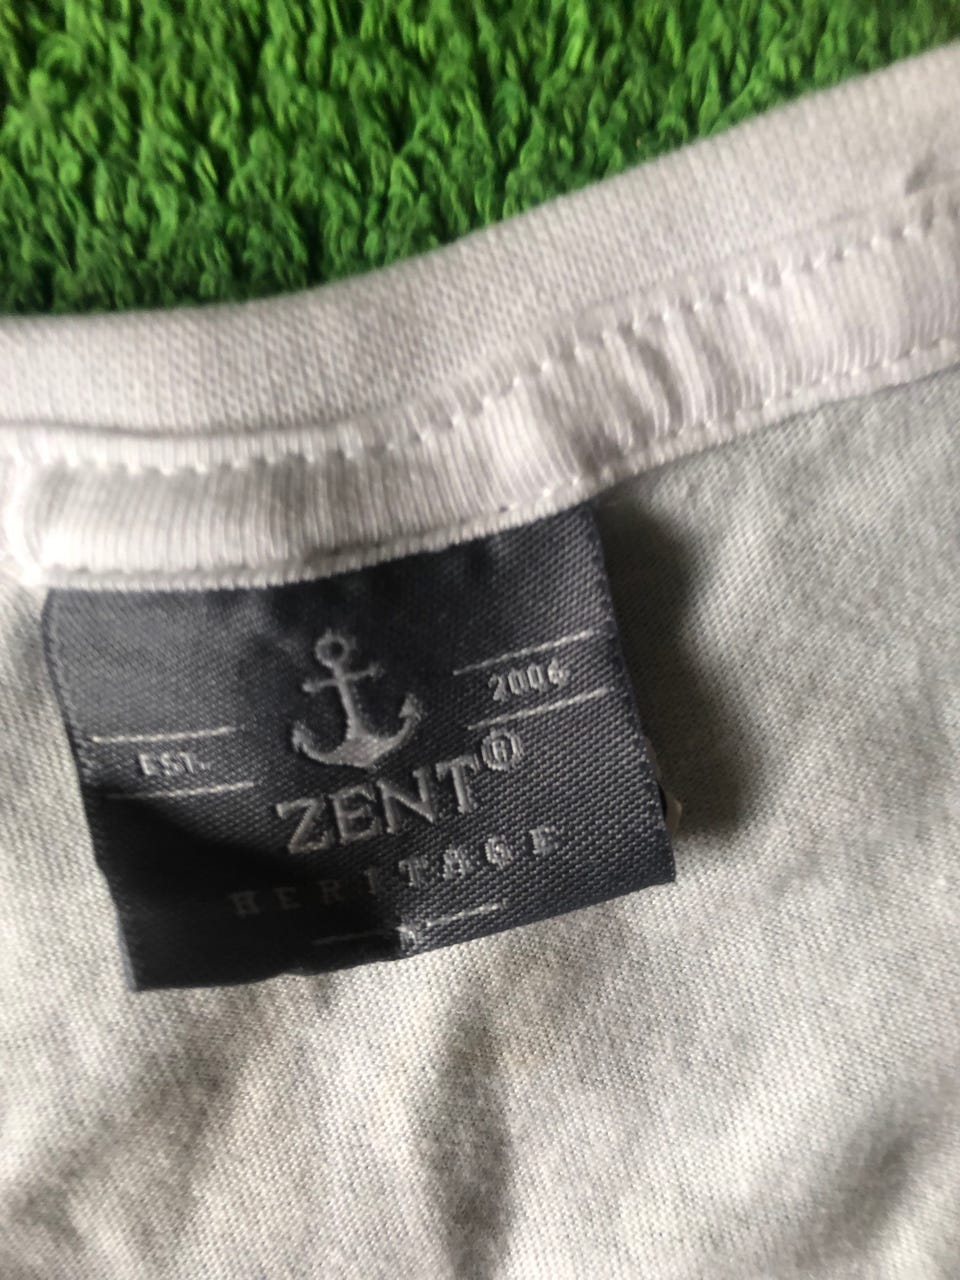 EST. 2006
ZENT®
HERITAGE